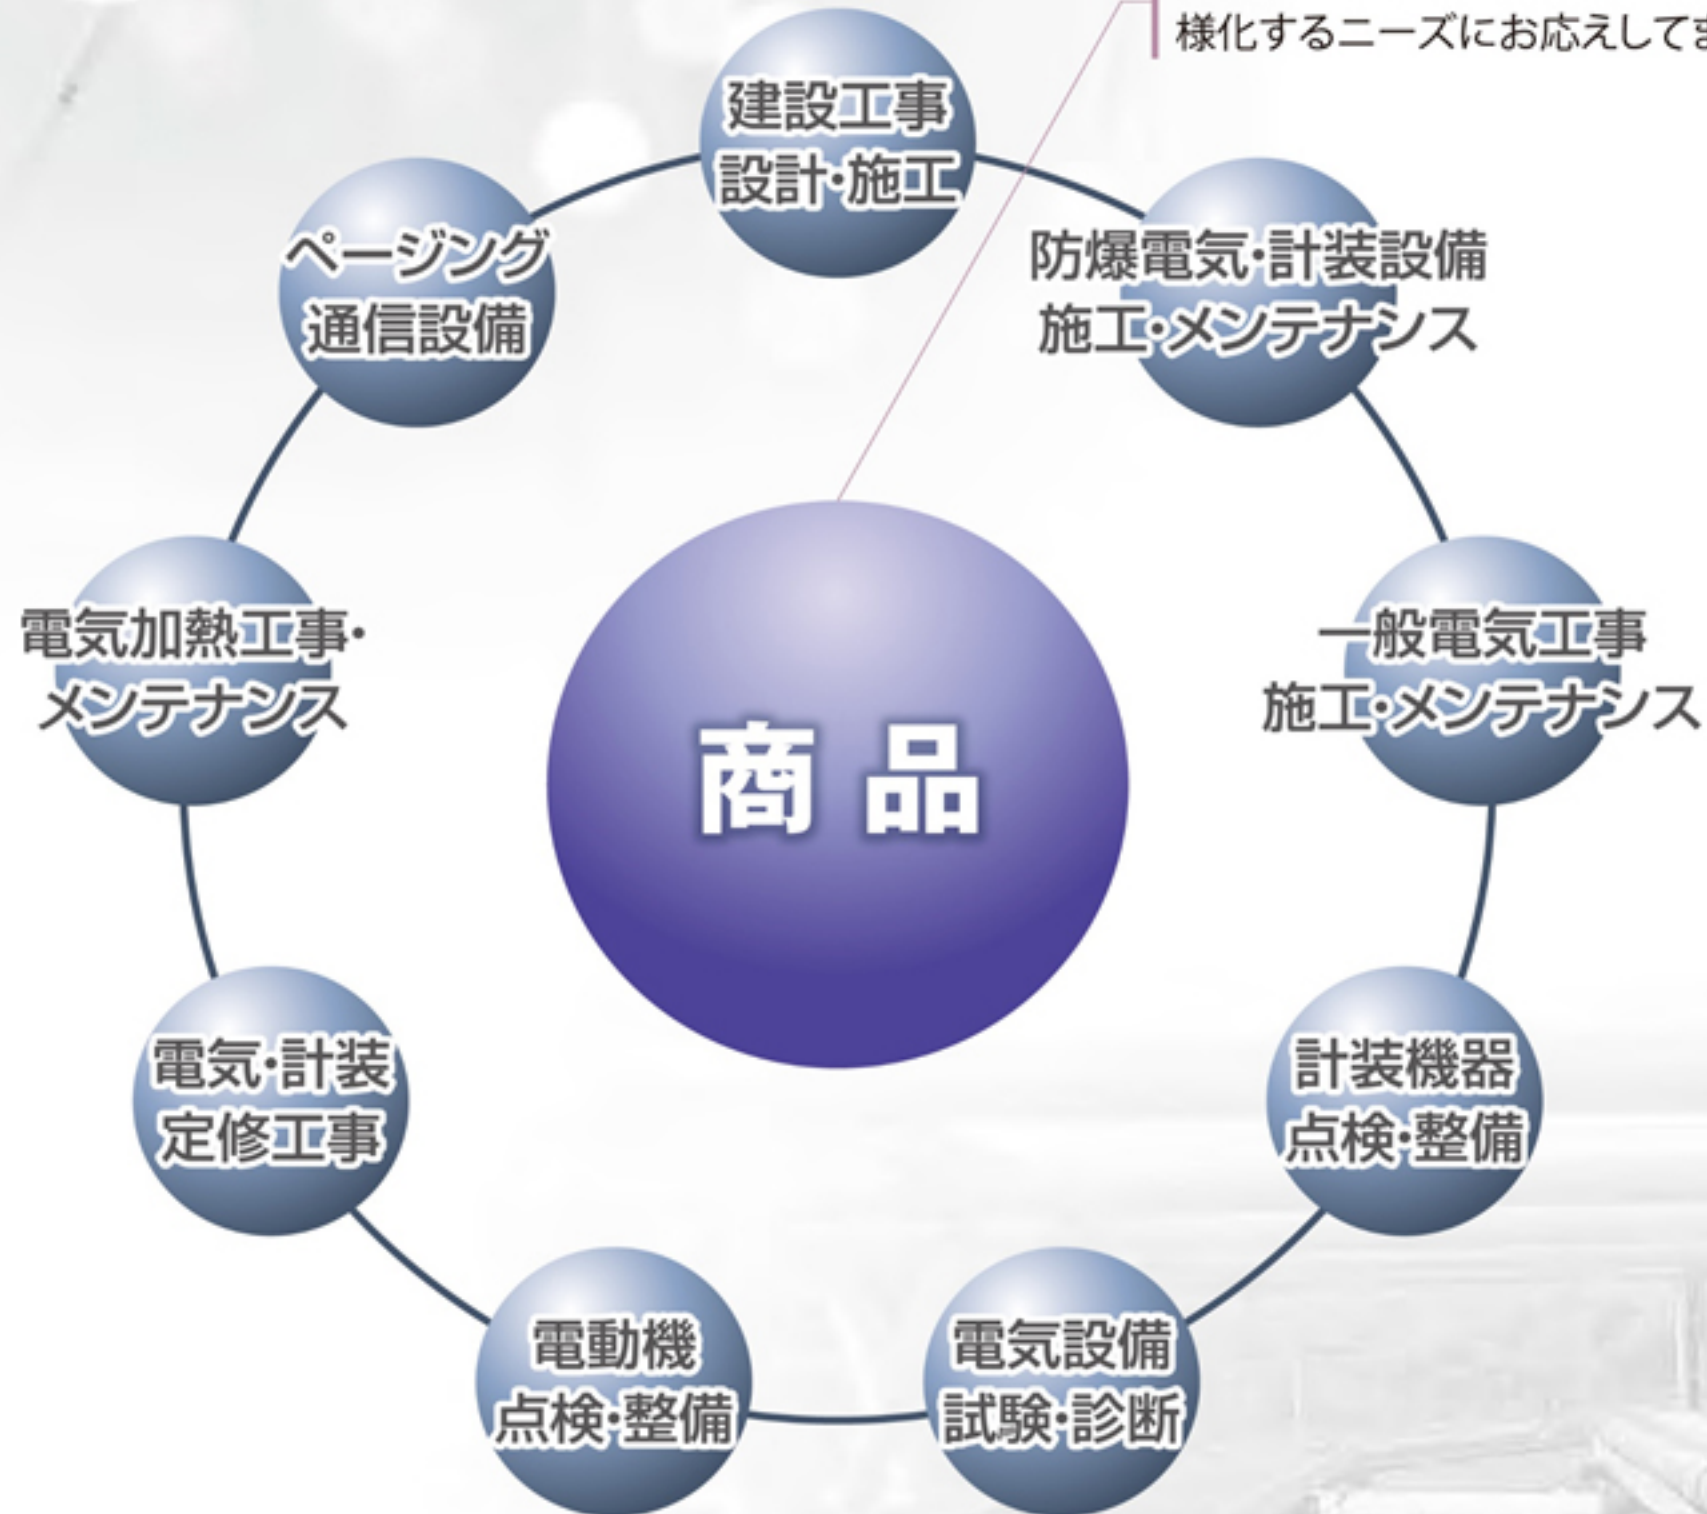 様化するニーズにお応えしてま
建設工事
設計・施工
防爆電気・計装設備
施工・メンテナンス
一般電気工事
施工・メンテナンス
計装機器
点検・整備
電気設備
試験・診断
電動機
点検・整備
電気・計装
定修工事
電気加熱工事・
メンテナンス
ページング
通信設備
商品